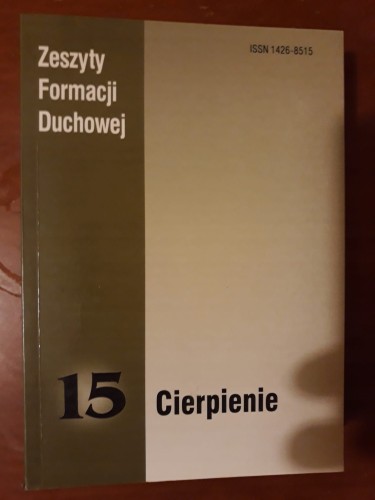 Zeszyty
Formacji
Duchowej
ISSN 1426-8515
15 Cierpienie